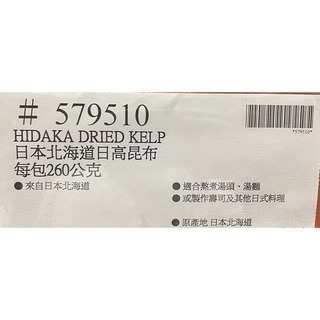 # 579510
*579510*
HIDAKA DRIED KELP
日本北海道日高昆布
每包260公克
●來自日本北海道
●適合熬煮湯頭、湯麵
●或製作壽司及其他日式料理
●原產地 日本北海道